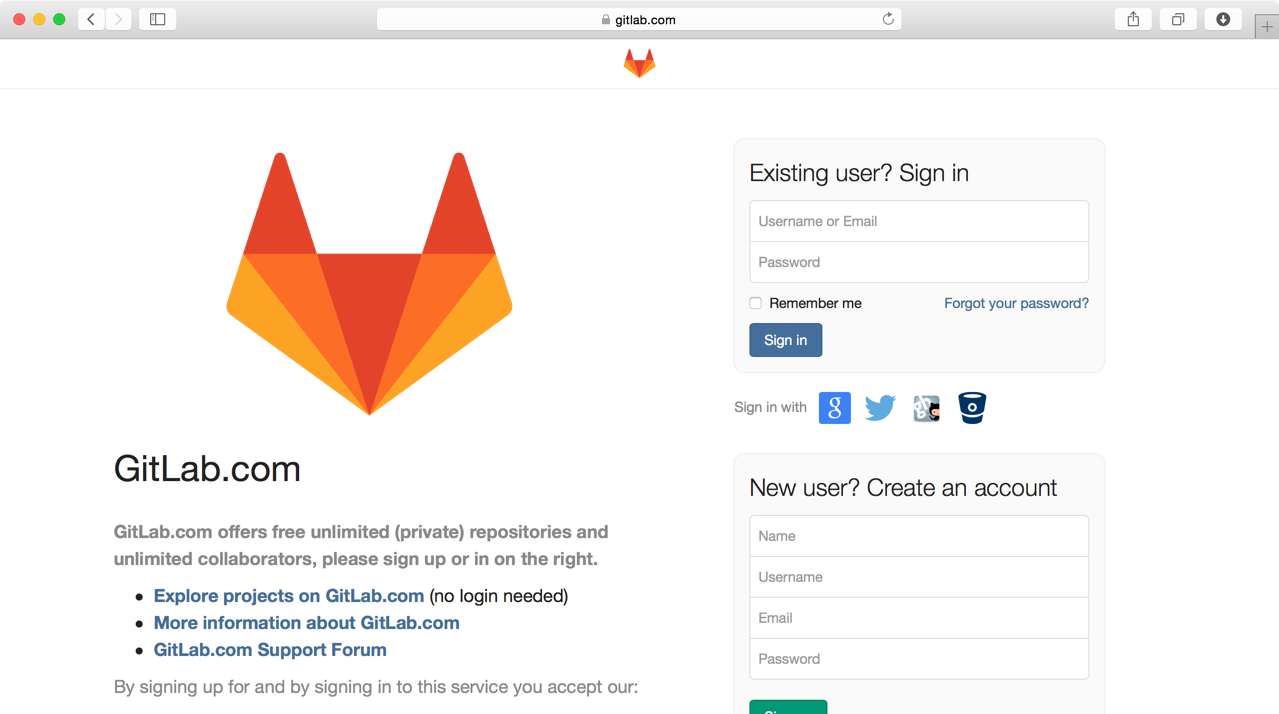 gitlab.com
GitLab.com
GitLab.com offers free unlimited (private) repositories and
unlimited collaborators, please sign up or in on the right.
Explore projects on GitLab.com (no login needed)
More information about GitLab.com
GitLab.com Support Forum
By signing up for and by signing in to this service you accept our:
Existing user? Sign in
Username or Email
Password
Remember me
Forgot your password?
Sign in
Sign in with
g
New user? Create an account
Name
Username
Email
Password